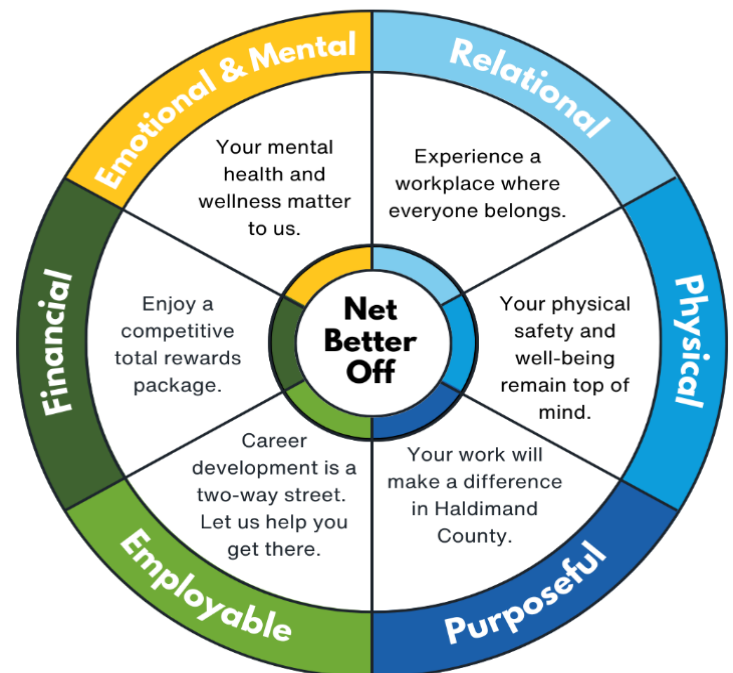 Emotional & Mental
Your mental
health and
wellness matter
to us.
Relational
Experience a
workplace where
everyone belongs.
Physical
Your physical
safety and
well-being
remain top of
mind.
Purposeful
Your work will
make a difference
in Haldimand
County.
Employable
Career
development is a
two-way street.
Let us help you
get there.
Financial
Enjoy a
competitive
total rewards
package.
Net
Better
Off